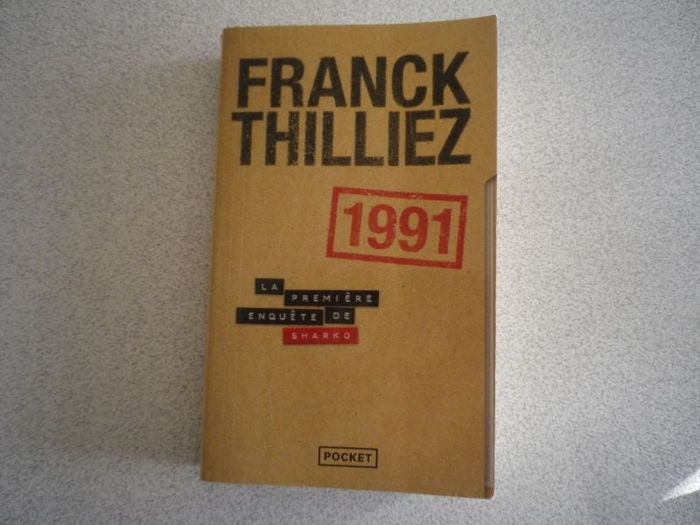 FRANCK
THILLIEZ
1991
LA
PREMIÈRE
ENQUÊTE DE
SHARKO
POCKET